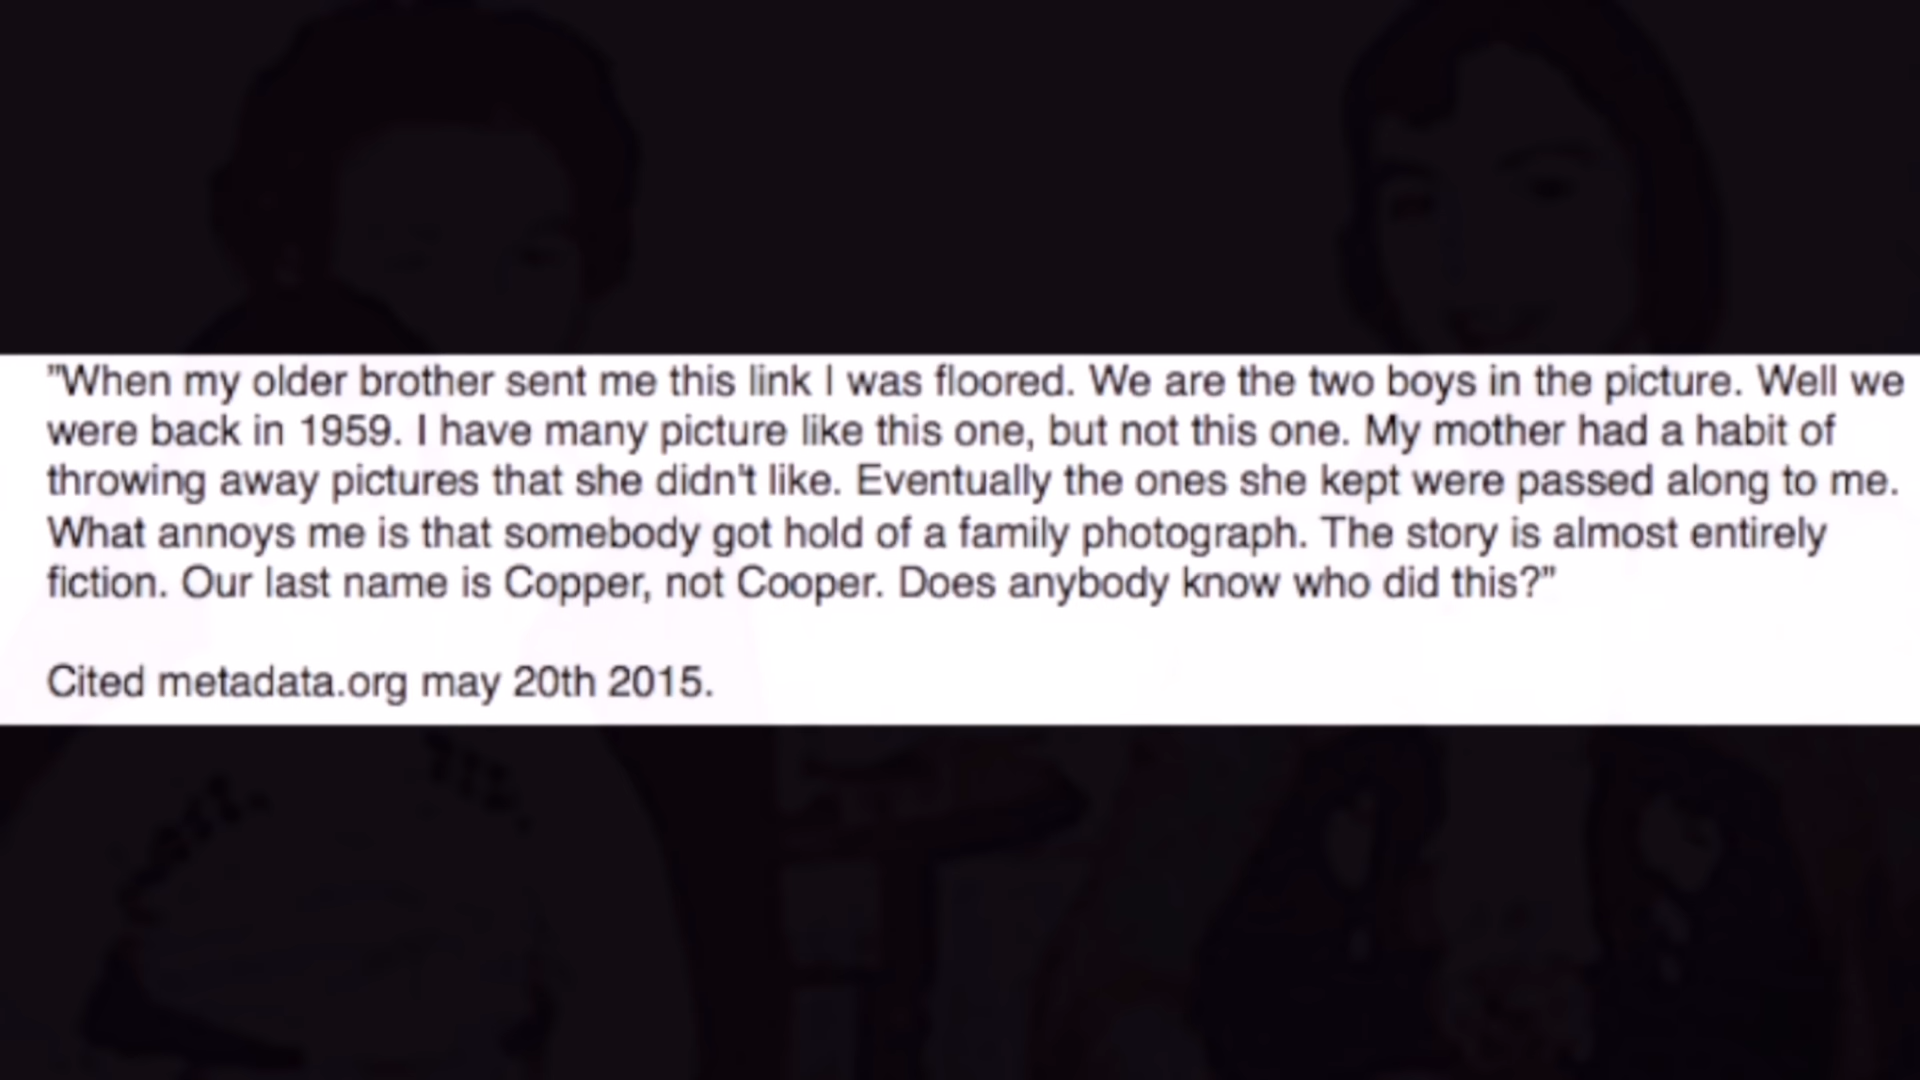 "When my older brother sent me this link I was floored. We are the two boys in the picture. Well we
were back in 1959. I have many picture like this one, but not this one. My mother had a habit of
throwing away pictures that she didn't like. Eventually the ones she kept were passed along to me.
What annoys me is that somebody got hold of a family photograph. The story is almost entirely
fiction. Our last name is Copper, not Cooper. Does anybody know who did this?"
Cited metadata.org may 20th 2015.